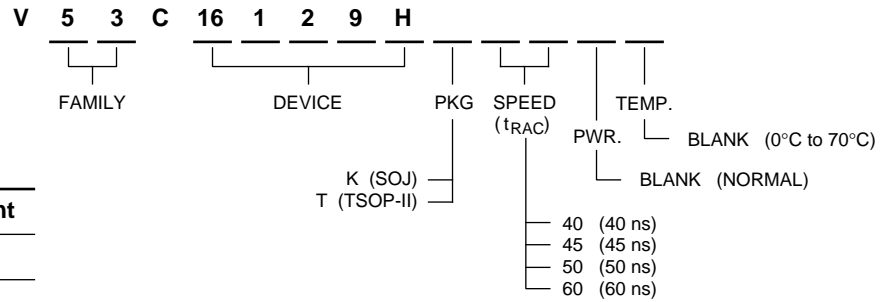 V 5 3 C 16 1 2 9 H
FAMILY DEVICE PKG SPEED TEMP.
(tRAC) PWR.
BLANK (0°C to 70°C)
K (SOJ) BLANK (NORMAL)
T (TSOP-II)
nt
40 (40 ns)
45 (45 ns)
50 (50 ns)
60 (60 ns)